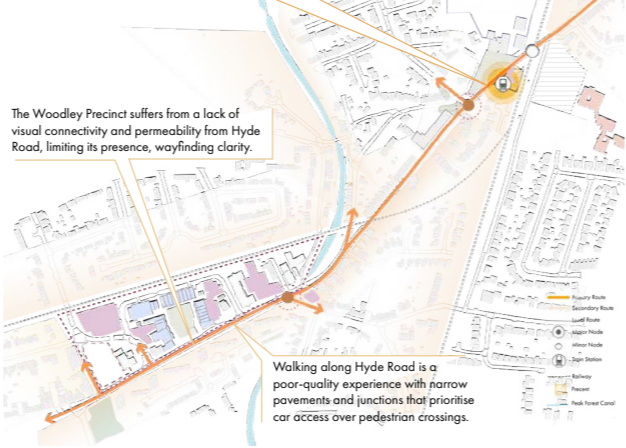 The Woodley Precinct suffers from a lack of
visual connectivity and permeability from Hyde
Road, limiting its presence, wayfinding clarity.
Walking along Hyde Road is a
poor-quality experience with narrow
pavements and junctions that prioritise
car access over pedestrian crossings.
Primary Route
Secondary Route
Local Route
Major Node
Minor Node
Train Station
Railway
Precinct
Peak Forest Canal